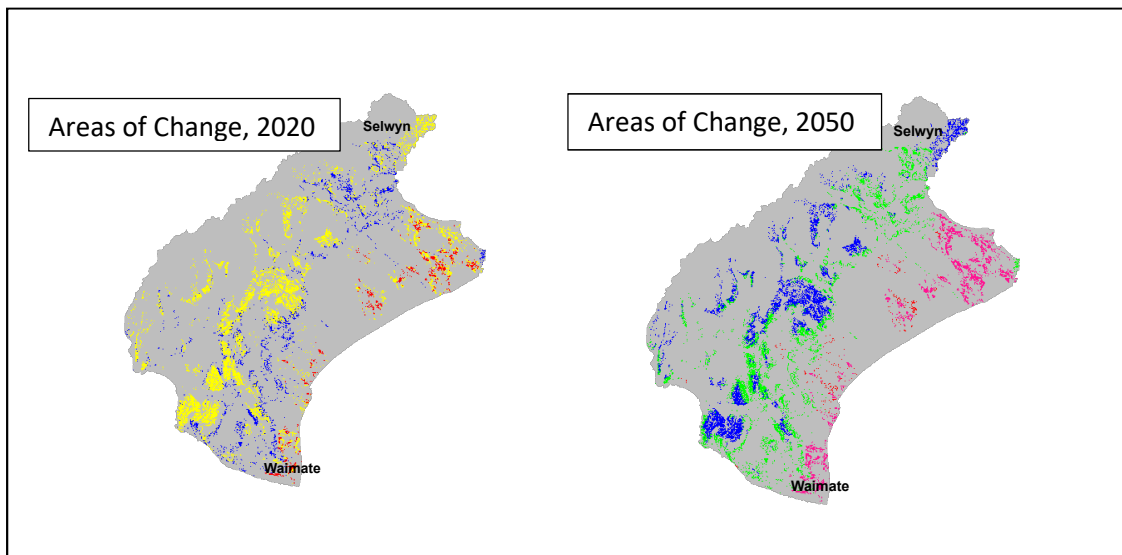 Areas of Change, 2020
Selwyn
Waimate
Areas of Change, 2050
Selwyn
Waimate